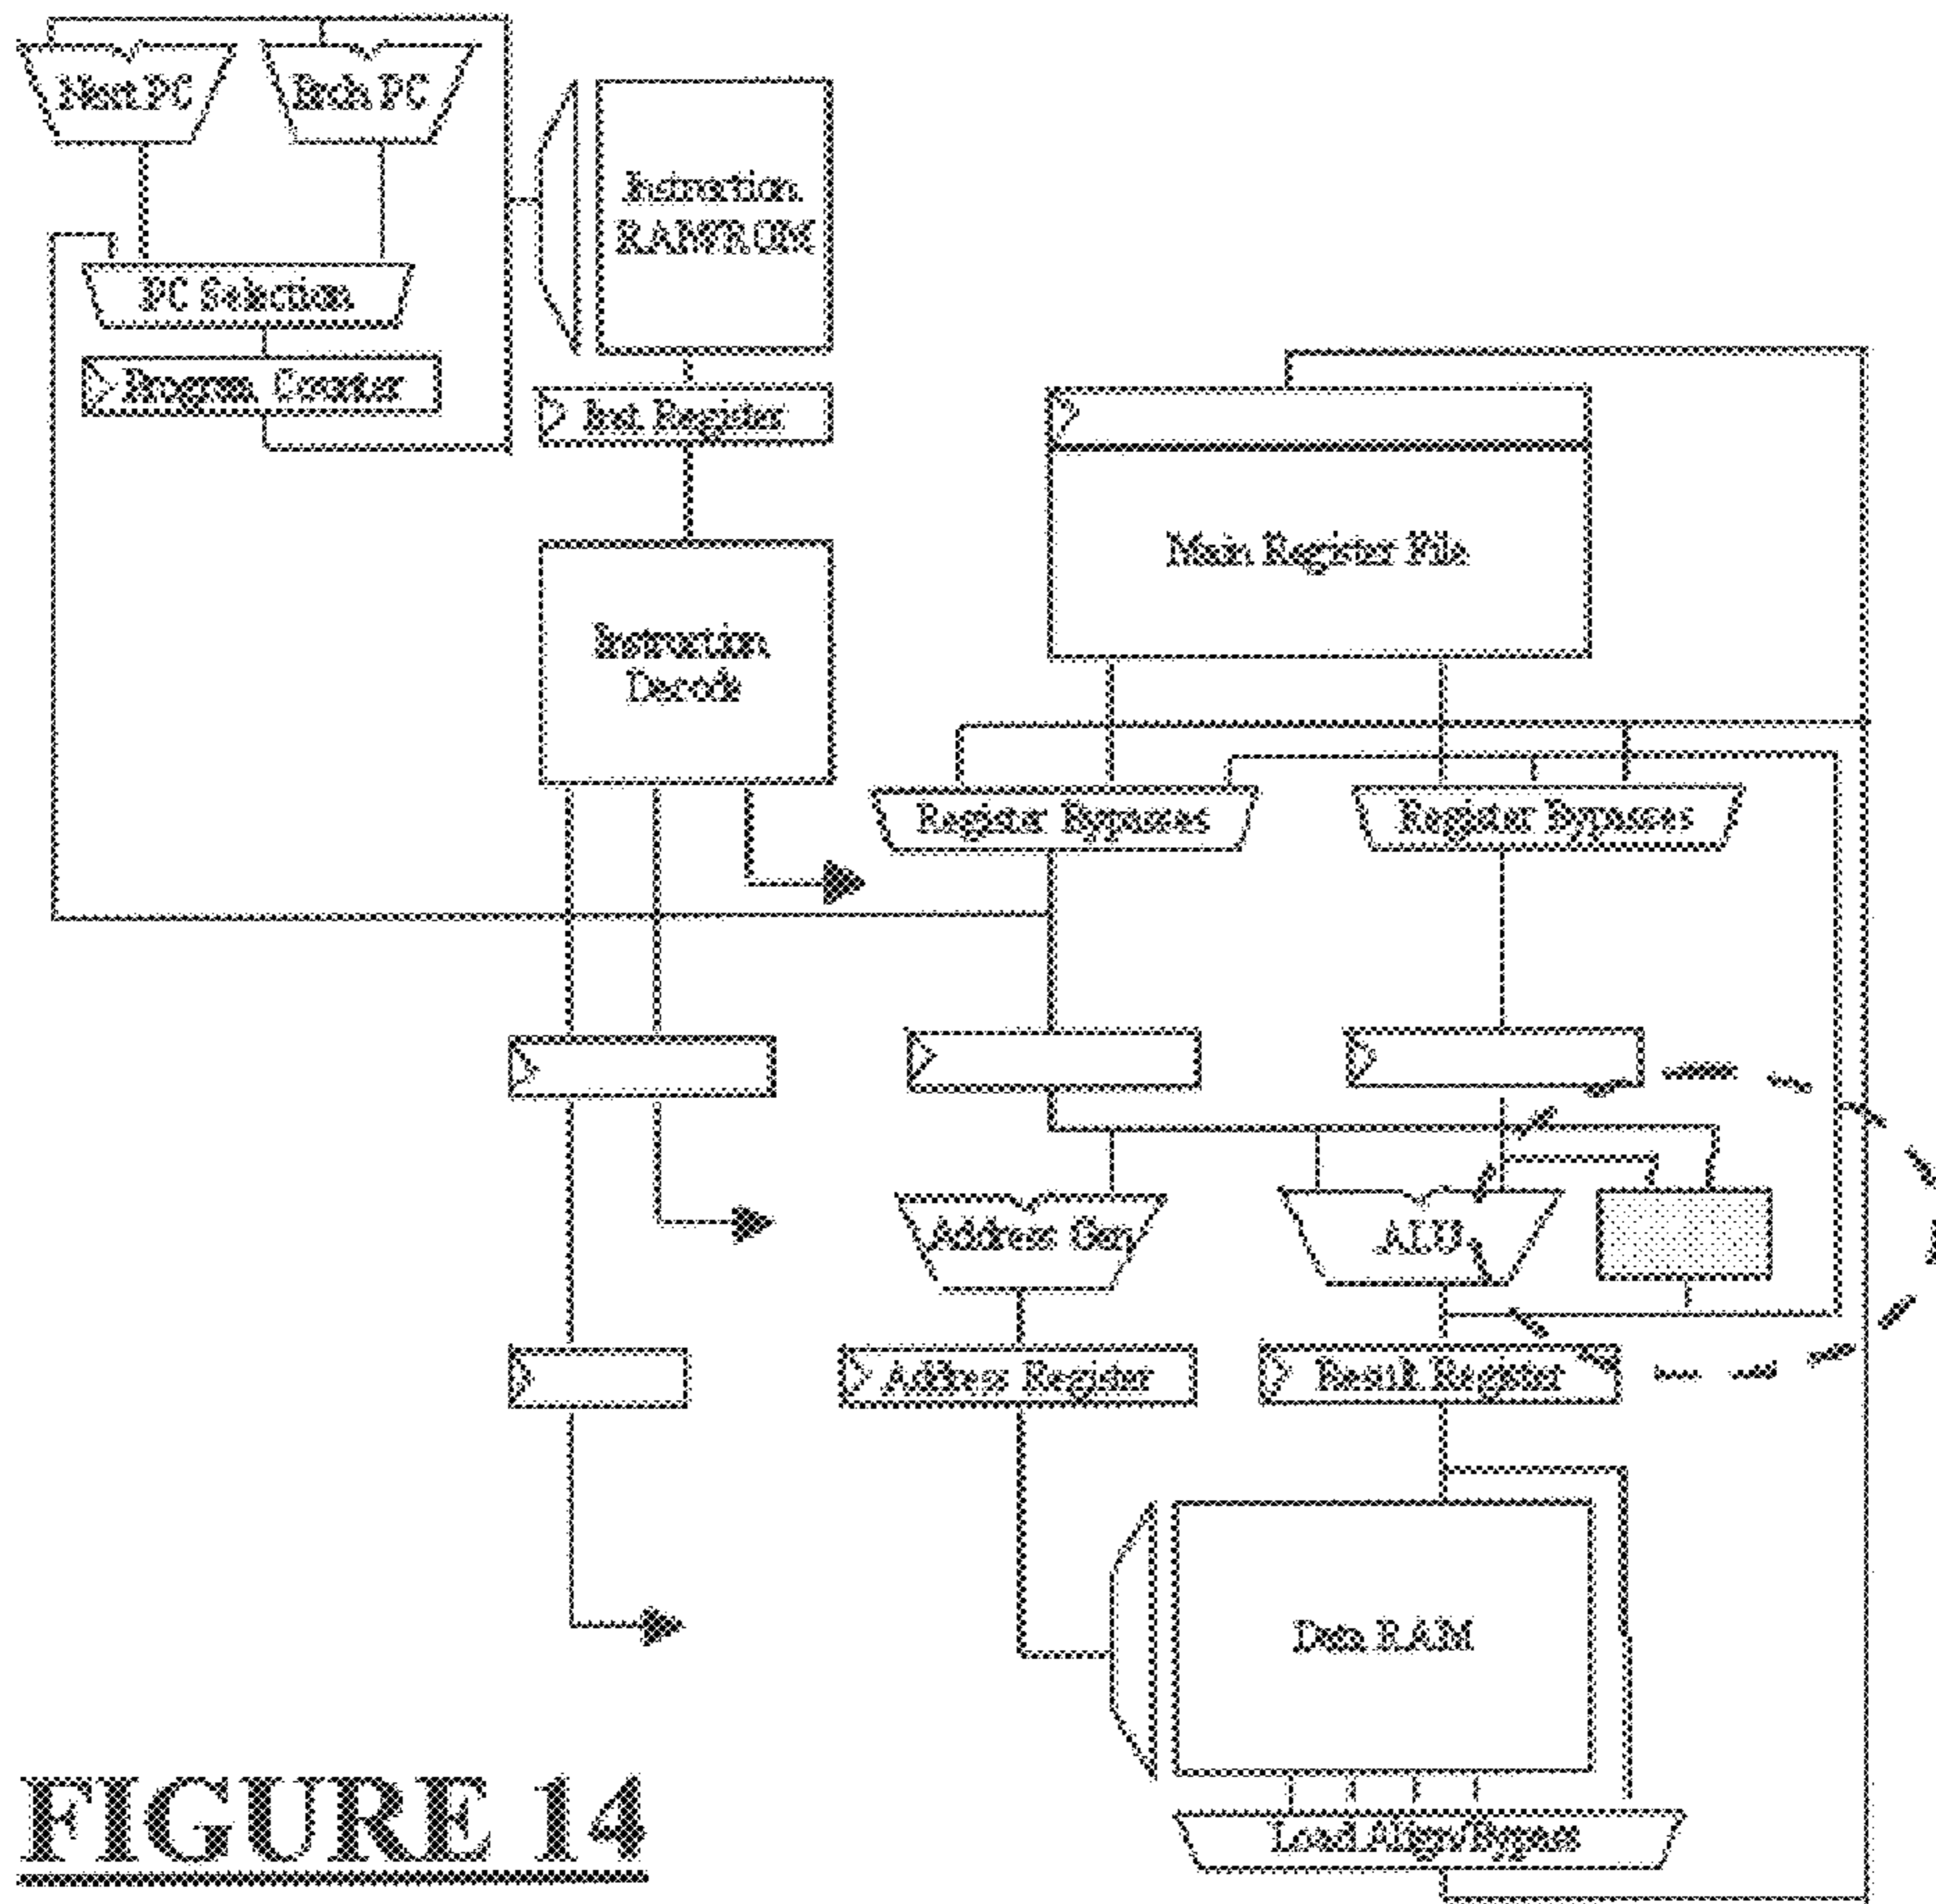 Next PC
Brch PC
Instruction
RAM/ROM
PC Selection
Program Counter
Inst Register
Main Register File
Instruction
Decode
Register Bypasses
Register Bypasses
Address Gen
ALU
Address Register
Result Register
Data RAM
Load Align/Bypass
FIGURE 14